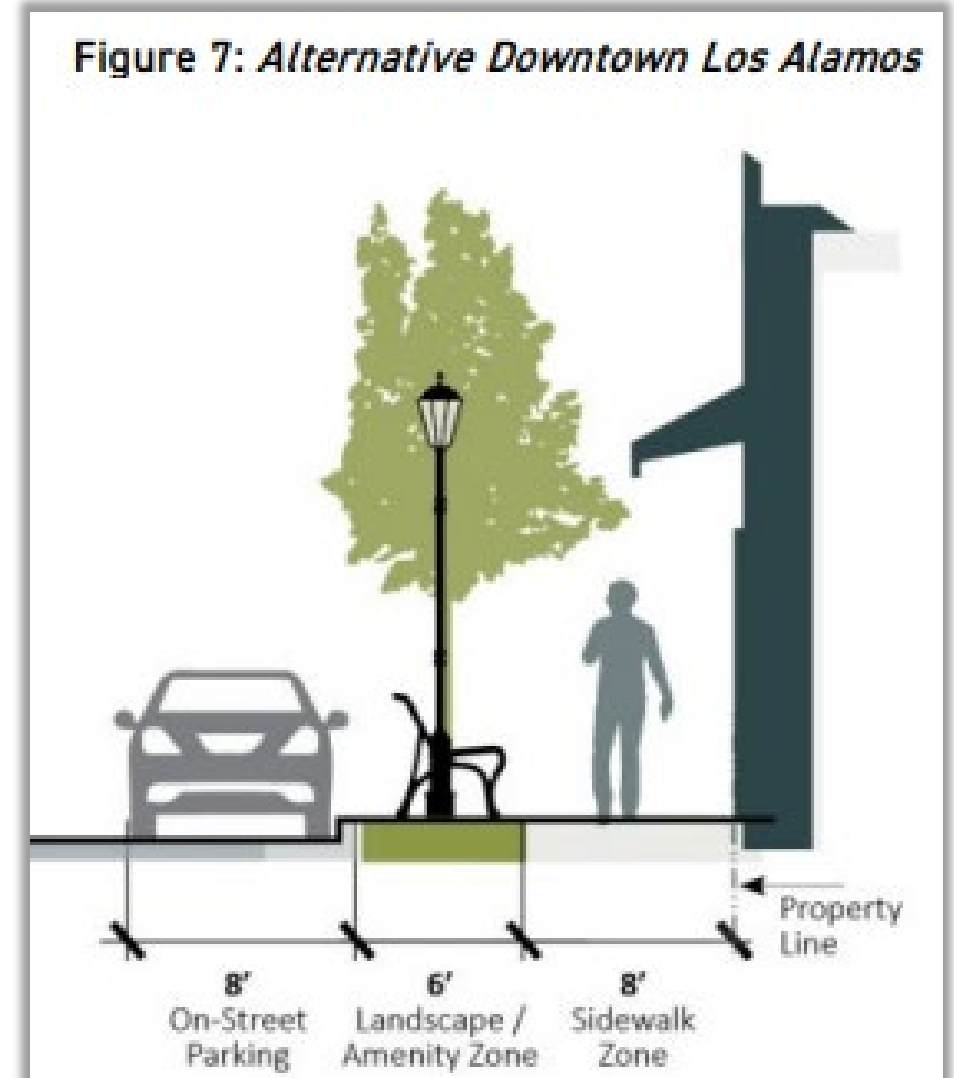 Figure 7: Alternative Downtown Los Alamos
Property
Line
8'
On-Street
Parking
6'
Landscape /
Amenity Zone
8'
Sidewalk
Zone